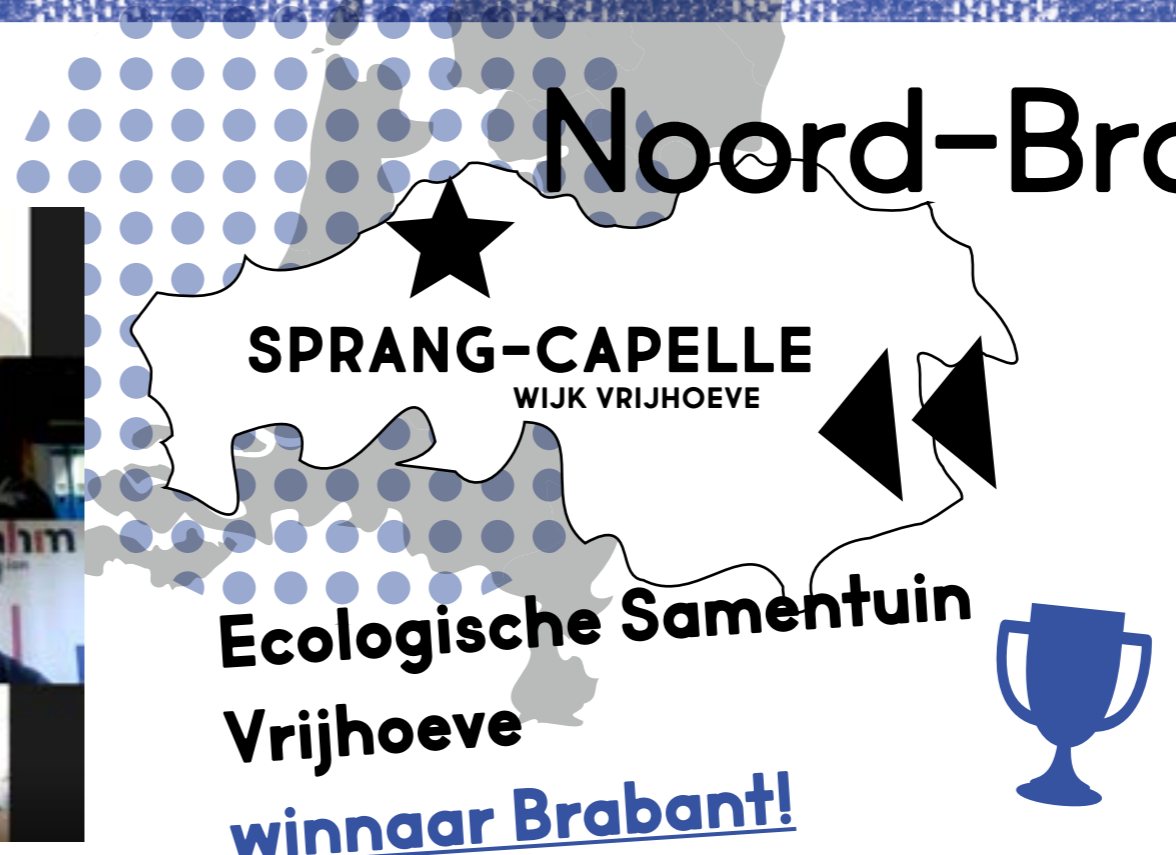 Noord-Bra
SPRANG-CAPELLE
WIJK VRIJHOEVE
Ecologische Samentuin
Vrijhoeve
winnaar Brabant!